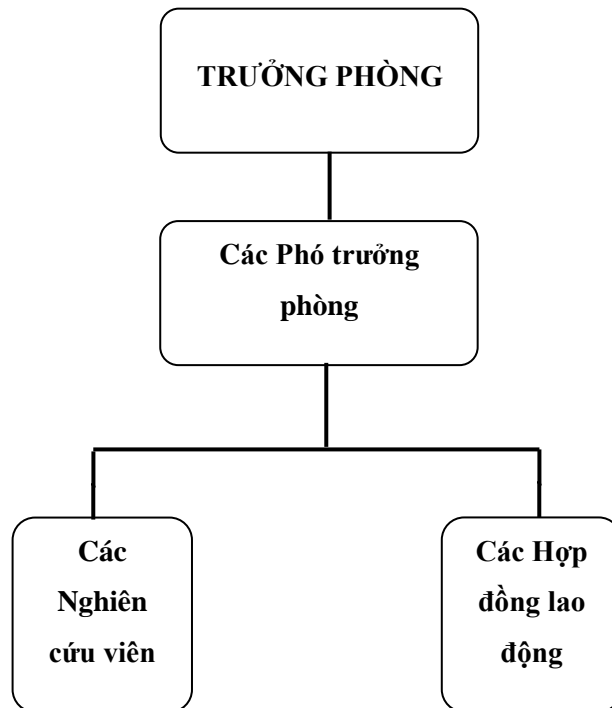 TRƯỞNG PHÒNG
Các Phó trưởng
phòng
Các
Nghiên
cứu viên
Các Hợp
đồng lao
động